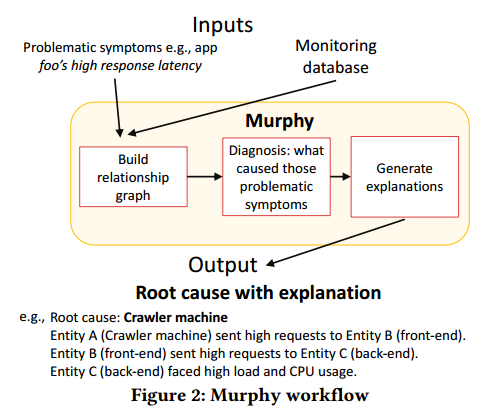 Inputs
Problematic symptoms e.g., app
foo's high response latency
Monitoring
database
Murphy
Build
relationship
graph
Diagnosis: what
caused those
problematic
symptoms
Generate
explanations
Output
Root cause with explanation
e.g., Root cause: Crawler machine
Entity A (Crawler machine) sent high requests to Entity B (front-end).
Entity B (front-end) sent high requests to Entity C (back-end).
Entity C (back-end) faced high load and CPU usage.
Figure 2: Murphy workflow